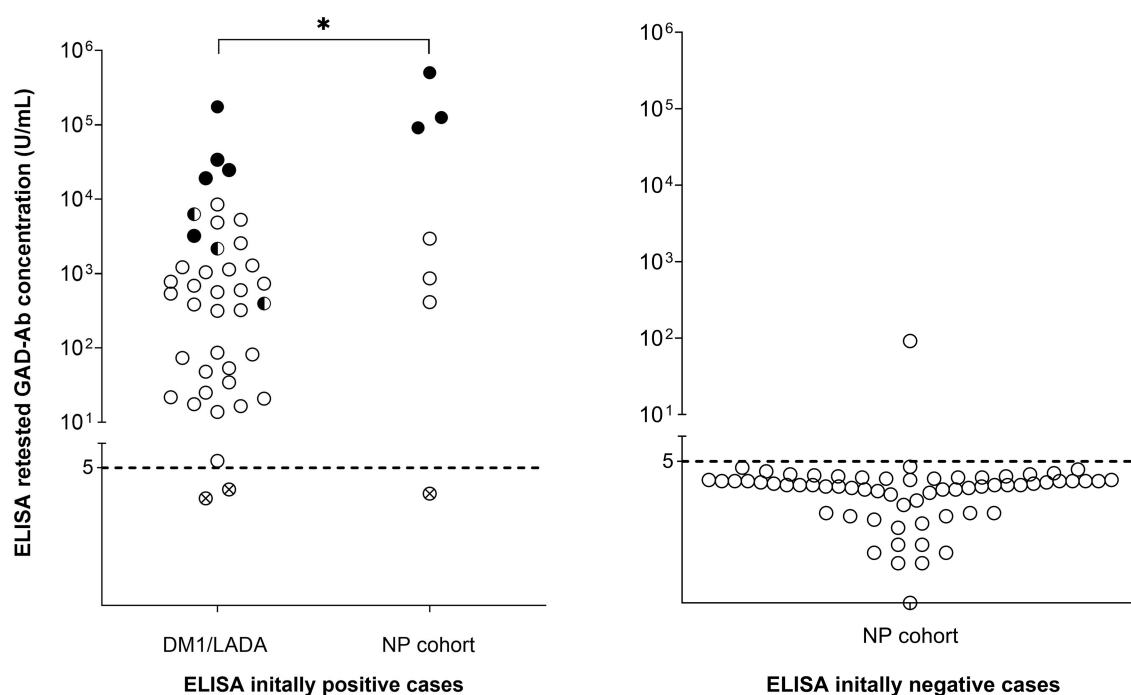 *
ELISA retested GAD-Ab concentration (U/mL)
10⁶
10⁵
10⁴
10³
10²
10¹
5
DM1/LADA
NP cohort
ELISA initally positive cases
10⁶
10⁵
10⁴
10³
10²
10¹
5
NP cohort
ELISA initally negative cases